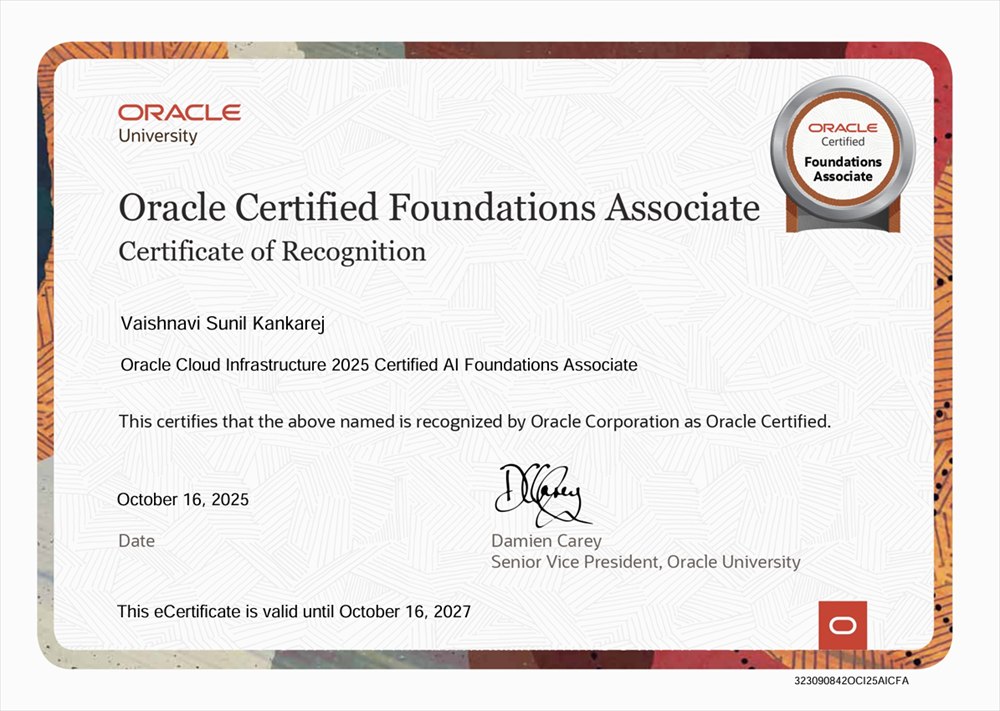 ORACLE
University
ORACLE
Certified
Foundations
Associate
Oracle Certified Foundations Associate
Certificate of Recognition
Vaishnavi Sunil Kankarej
Oracle Cloud Infrastructure 2025 Certified AI Foundations Associate
This certifies that the above named is recognized by Oracle Corporation as Oracle Certified.
October 16, 2025
Date
DCarey
Damien Carey
Senior Vice President, Oracle University
This eCertificate is valid until October 16, 2027
323090842OCI25AICFA